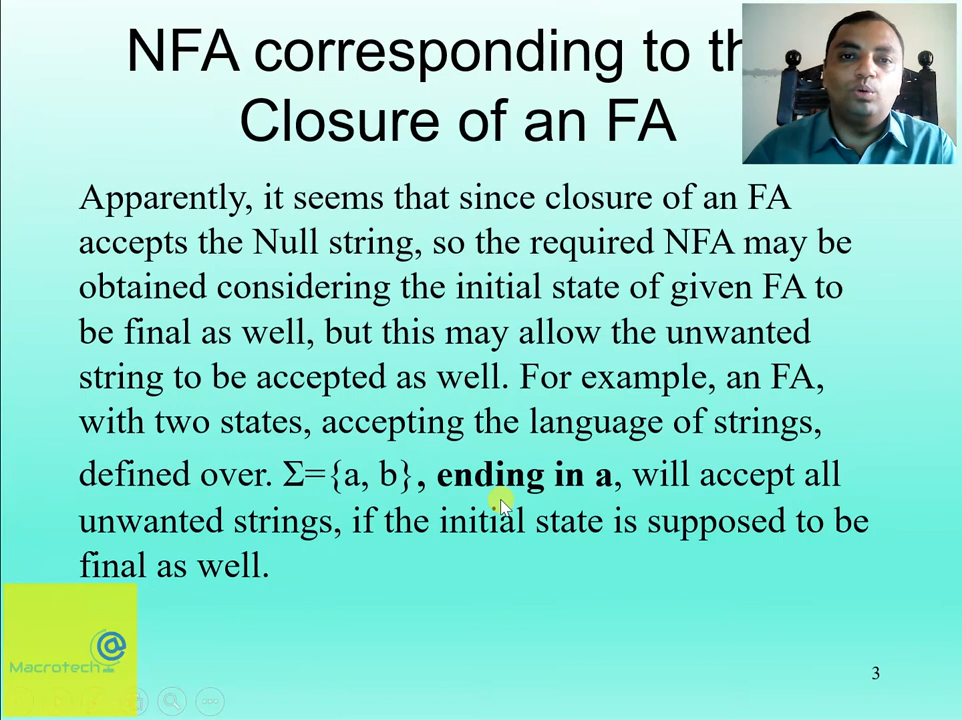 NFA corresponding to th
Closure of an FA
Apparently, it seems that since closure of an FA
accepts the Null string, so the required NFA may be
obtained considering the initial state of given FA to
be final as well, but this may allow the unwanted
string to be accepted as well. For example, an FA,
with two states, accepting the language of strings,
defined over. Σ={a, b}, ending in a, will accept all
unwanted strings, if the initial state is supposed to be
final as well.
Macrotech
3